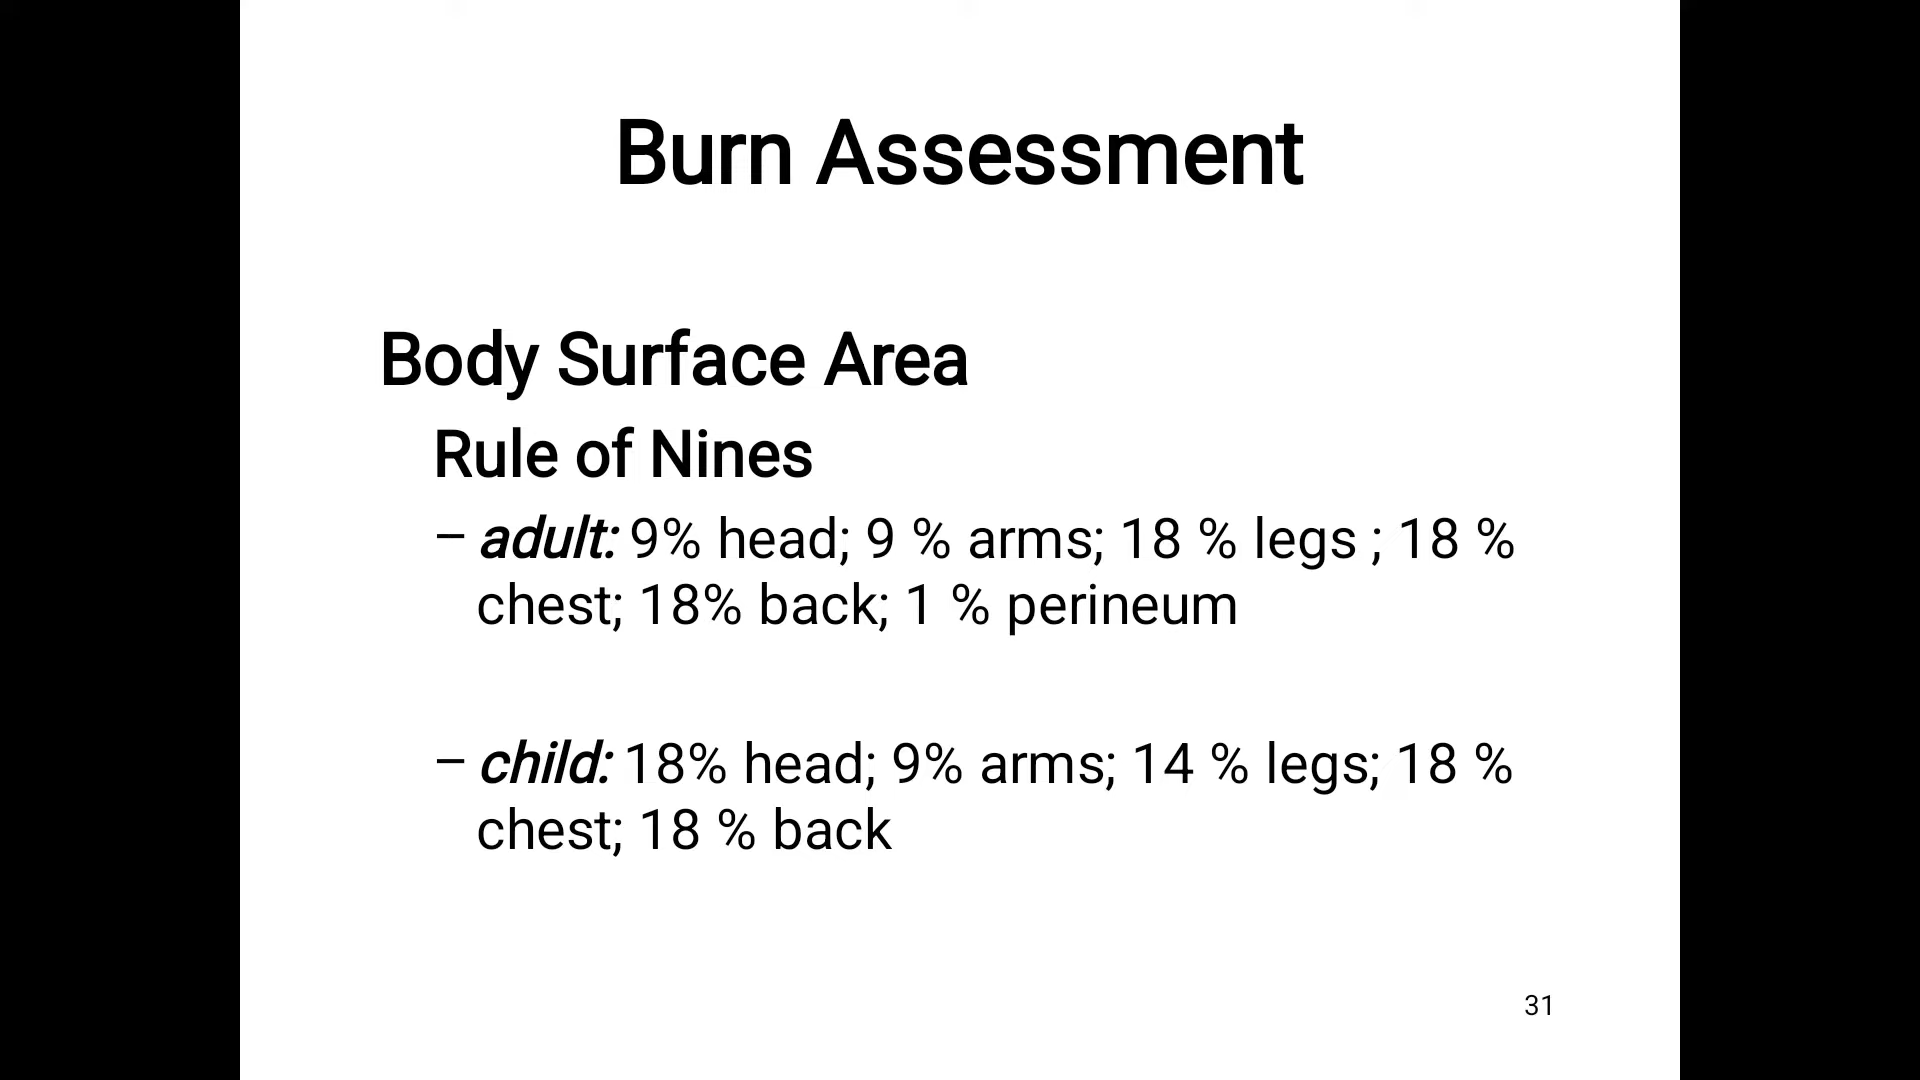 Burn Assessment
Body Surface Area
Rule of Nines
– adult: 9% head; 9 % arms; 18 % legs ; 18 %
chest; 18% back; 1 % perineum
– child: 18% head; 9% arms; 14 % legs; 18 %
chest; 18 % back
31